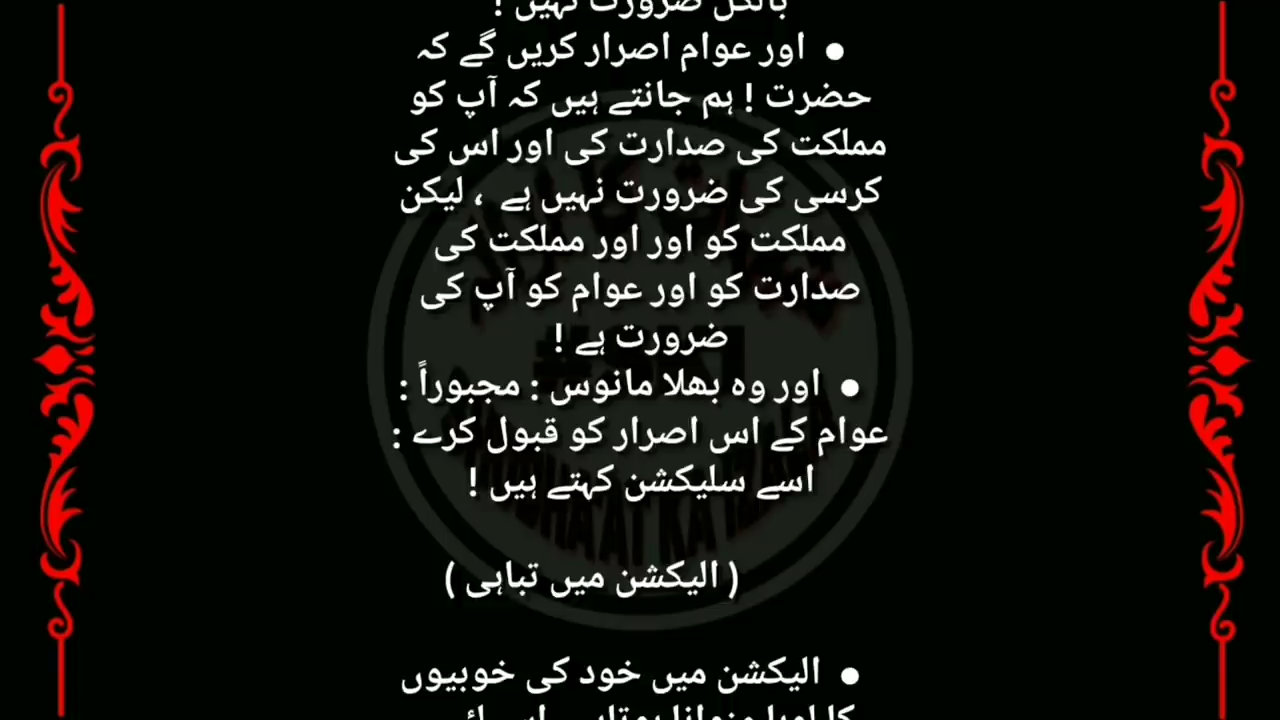 بالکل ضرورت نہیں !
● اور عوام اصرار کریں گے کہ
حضرت ! ہم جانتے ہیں کہ آپ کو
مملکت کی صدارت کی اور اس کی
کرسی کی ضرورت نہیں ہے ، لیکن
مملکت کو اور اور مملکت کی
صدارت کو اور عوام کو آپ کی
ضرورت ہے !
● اور وہ بھلا مانوس : مجبوراً :
عوام کے اس اصرار کو قبول کرے :
اسے سلیکشن کہتے ہیں !
( الیکشن میں تباہی )
● الیکشن میں خود کی خوبیوں